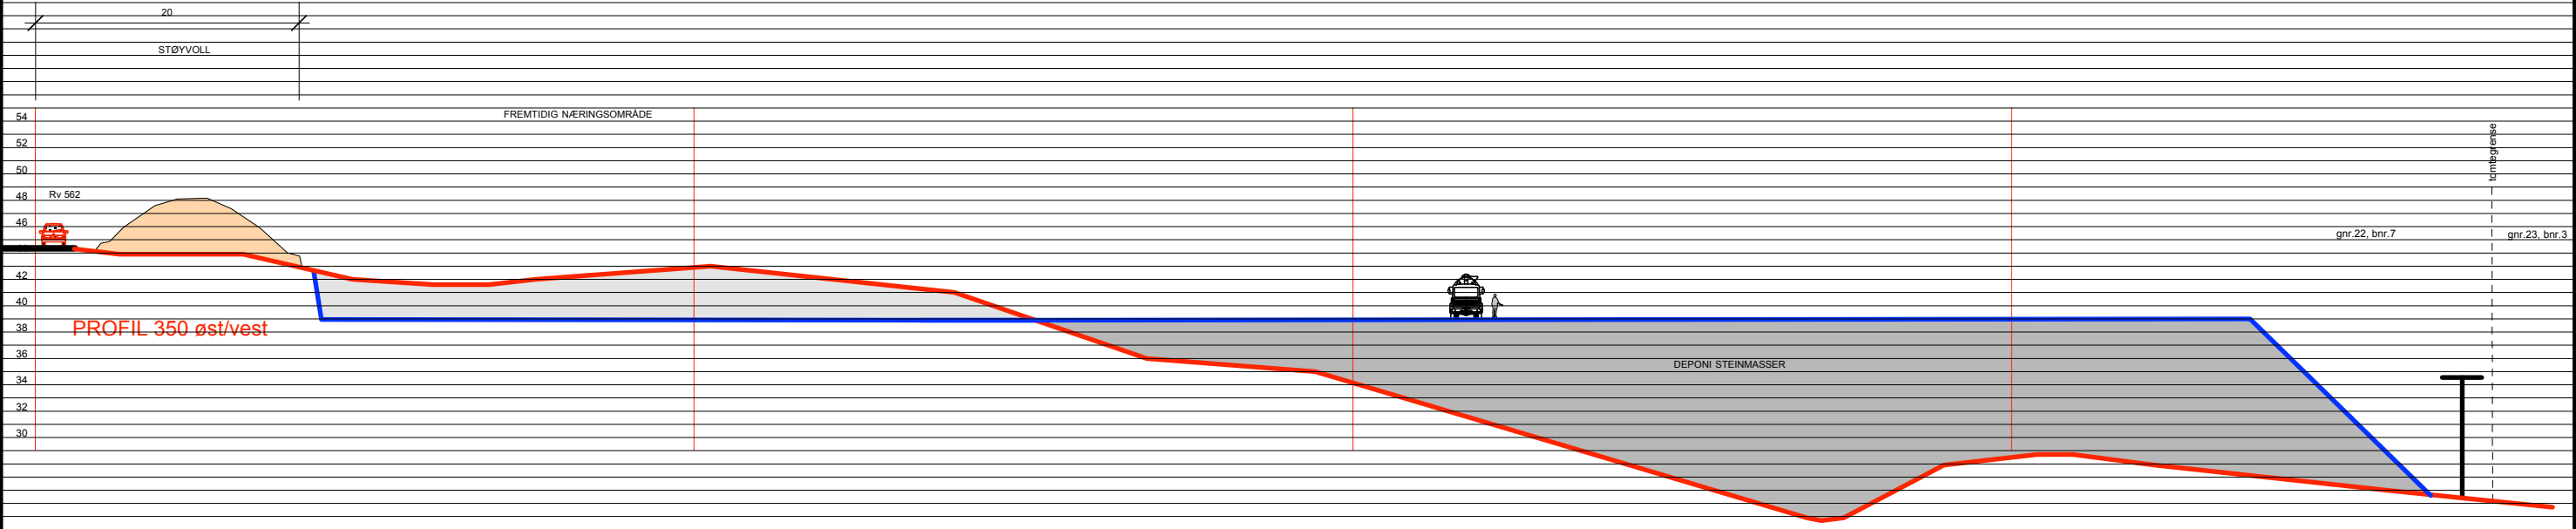 20
STØYVOLL
FREMTIDIG NÆRINGSOMRÅDE
54
52
50
48
46
42
40
38
36
34
32
30
Rv 562
tomtegrense
gnr.22, bnr.7
gnr.23, bnr.3
PROFIL 350 øst/vest
DEPONI STEINMASSER